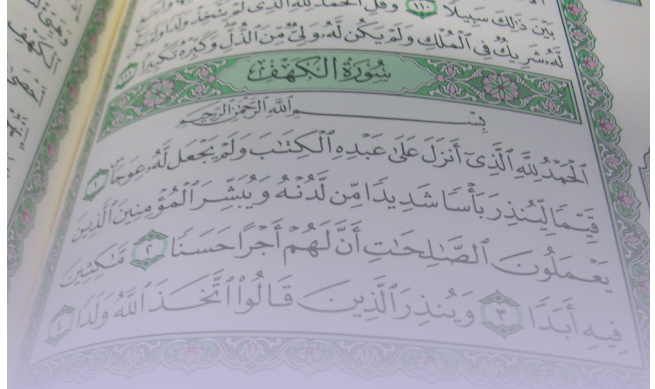 بَيْنَ ذَٰلِكَ سَبِيلًا ١١٠ وَقُلِ ٱلْحَمْدُ لِلَّهِ ٱلَّذِى لَمْ يَتَّخِذْ وَلَدًا وَلَمْ يَكُن
لَّهُۥ شَرِيكٌ فِى ٱلْمُلْكِ وَلَمْ يَكُن لَّهُۥ وَلِىٌّ مِّنَ ٱلذُّلِّ وَكَبِّرْهُ تَكْبِيرًا ١١١
سُورَةُ الكَهْفِ
بِسْمِ ٱللَّهِ ٱلرَّحْمَٰنِ ٱلرَّحِيمِ
ٱلْحَمْدُ لِلَّهِ ٱلَّذِىٓ أَنزَلَ عَلَىٰ عَبْدِهِ ٱلْكِتَٰبَ وَلَمْ يَجْعَل لَّهُۥ عِوَجَا ١
قَيِّمًا لِّيُنذِرَ بَأْسًا شَدِيدًا مِّن لَّدُنْهُ وَيُبَشِّرَ ٱلْمُؤْمِنِينَ ٱلَّذِينَ
يَعْمَلُونَ ٱلصَّٰلِحَٰتِ أَنَّ لَهُمْ أَجْرًا حَسَنًا ٢ مَّٰكِثِينَ
فِيهِ أَبَدًا ٣ وَيُنذِرَ ٱلَّذِينَ قَالُوا۟ ٱتَّخَذَ ٱللَّهُ وَلَدًا ٤